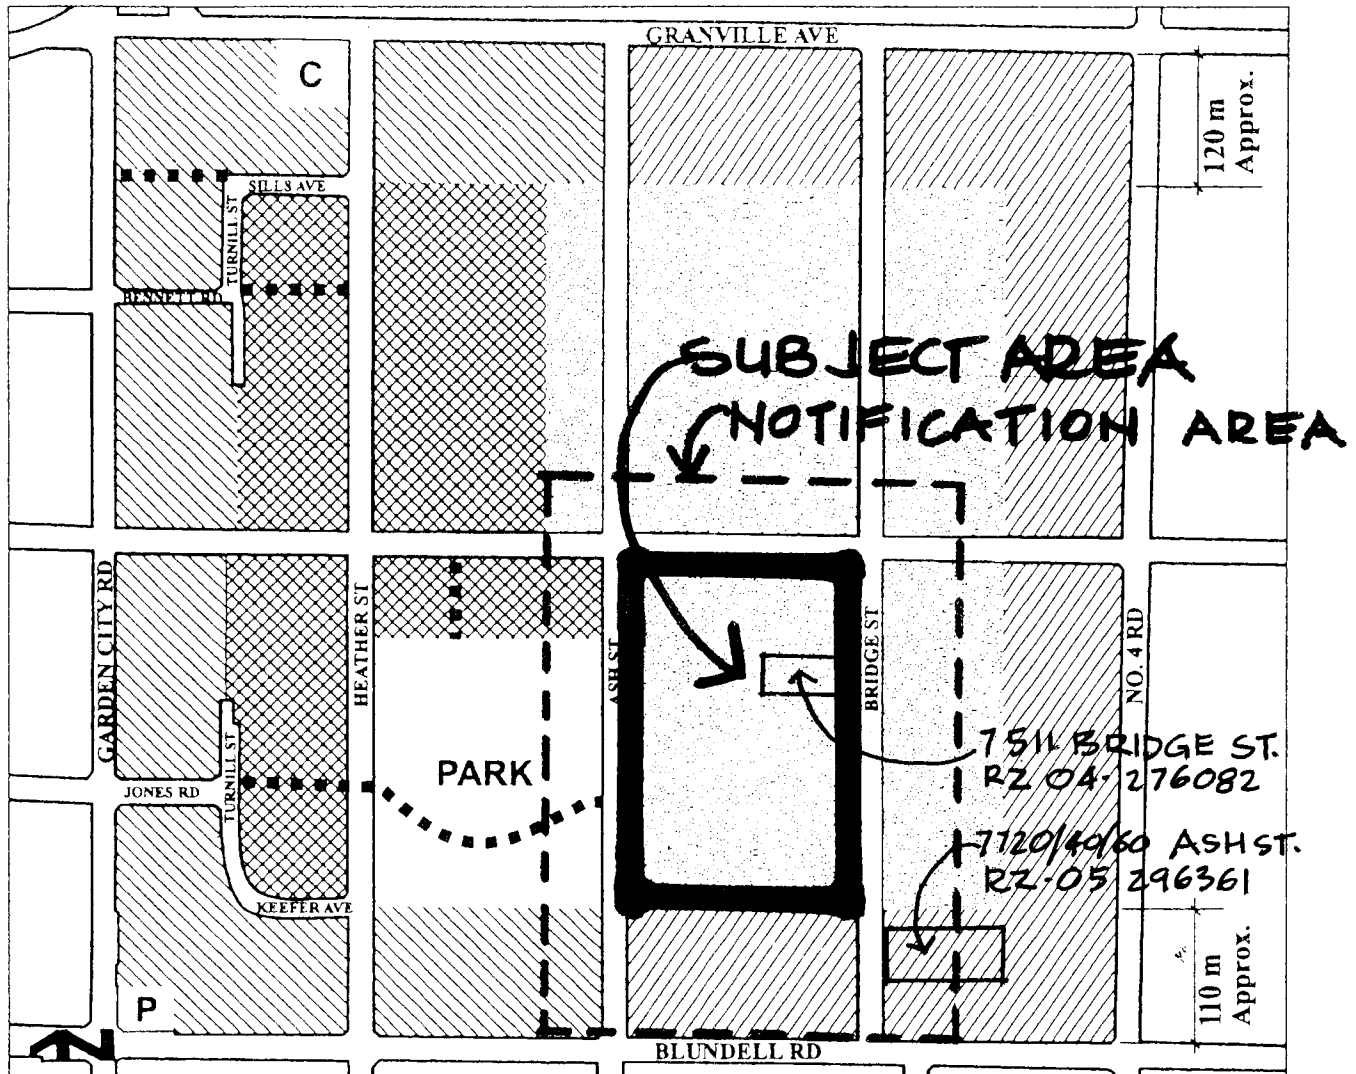 GRANVILLE AVE
C
120 m
Approx.
SILLS AVE
TURNILL ST
BENNETT RD
SUBJECT AREA
NOTIFICATION AREA
GARDEN CITY RD
HEATHER ST
ASH ST
BRIDGE ST
NO. 4 RD
7511 BRIDGE ST.
RZ 04-276082
PARK
JONES RD
TURNILL ST
7720/40/60 ASH ST.
RZ-05 296361
KEEFER AVE
110 m
Approx.
P
BLUNDELL RD